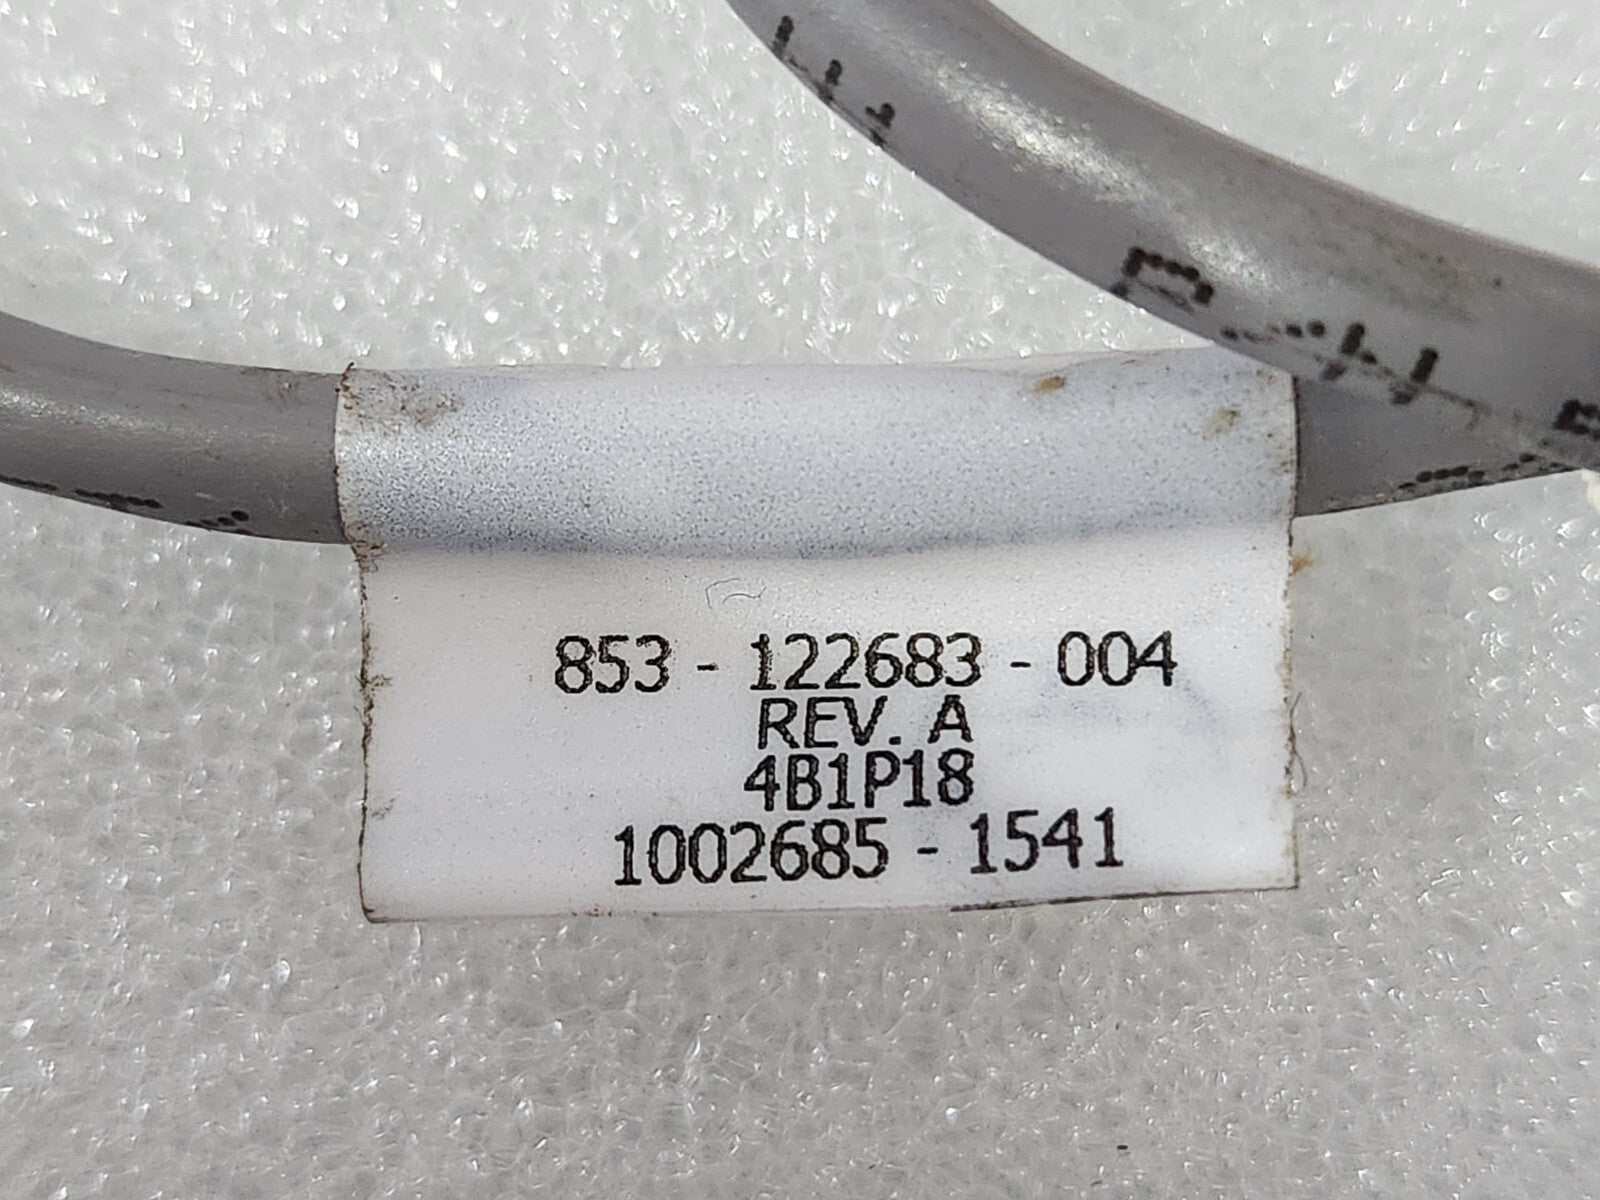 853 - 122683 - 004
REV. A
4B1P18
1002685 - 1541